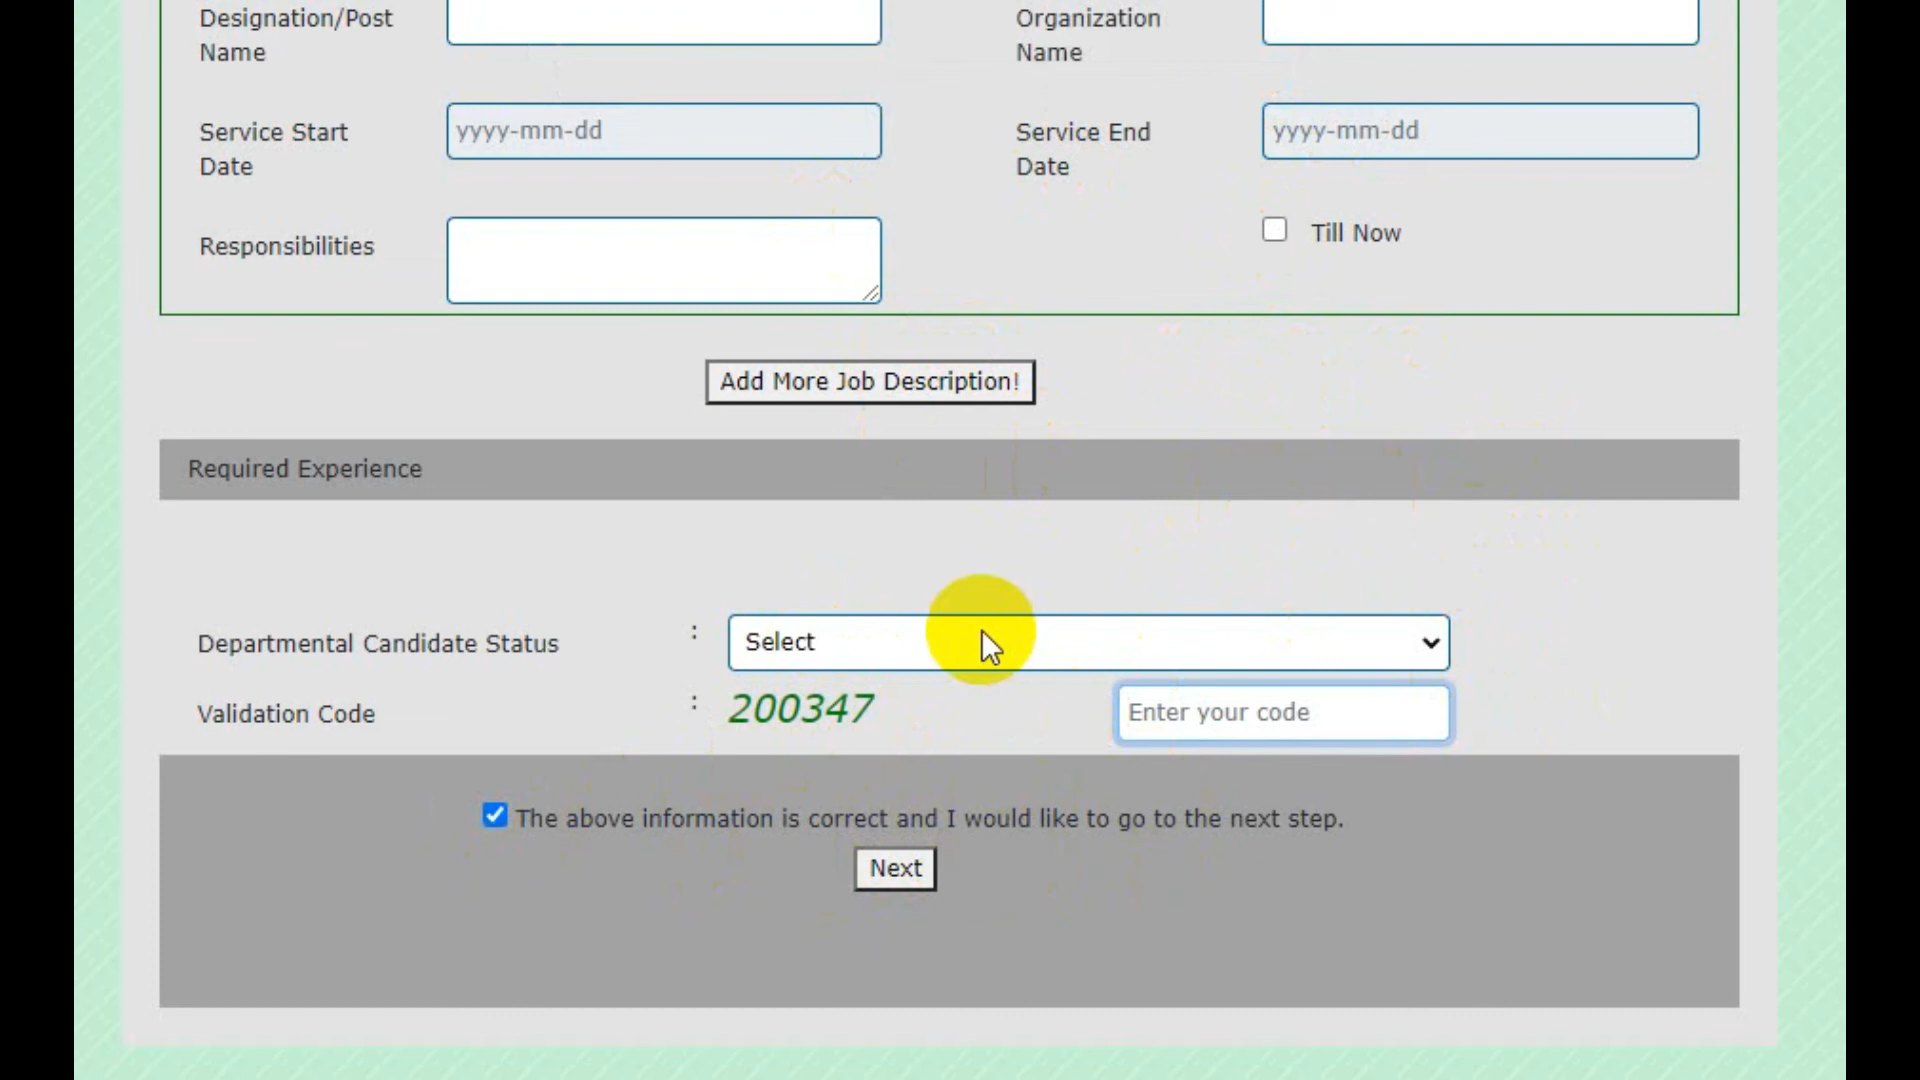 Designation/Post
Name
Organization
Name
Service Start
Date
yyyy-mm-dd
Service End
Date
yyyy-mm-dd
Responsibilities
Till Now
Add More Job Description!
Required Experience
Departmental Candidate Status : Select
Validation Code : 200347 Enter your code
The above information is correct and I would like to go to the next step.
Next